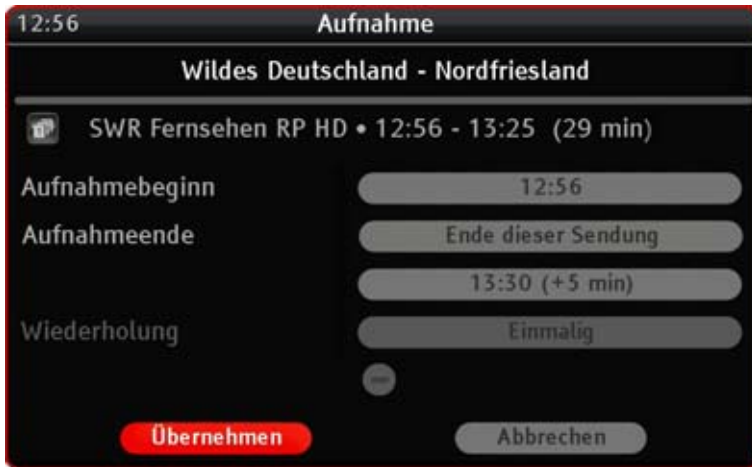 12:56 Aufnahme
Wildes Deutschland - Nordfriesland
SWR Fernsehen RP HD • 12:56 - 13:25 (29 min)
Aufnahmebeginn 12:56
Aufnahmeende Ende dieser Sendung
13:30 (+5 min)
Wiederholung Einmalig
Übernehmen Abbrechen